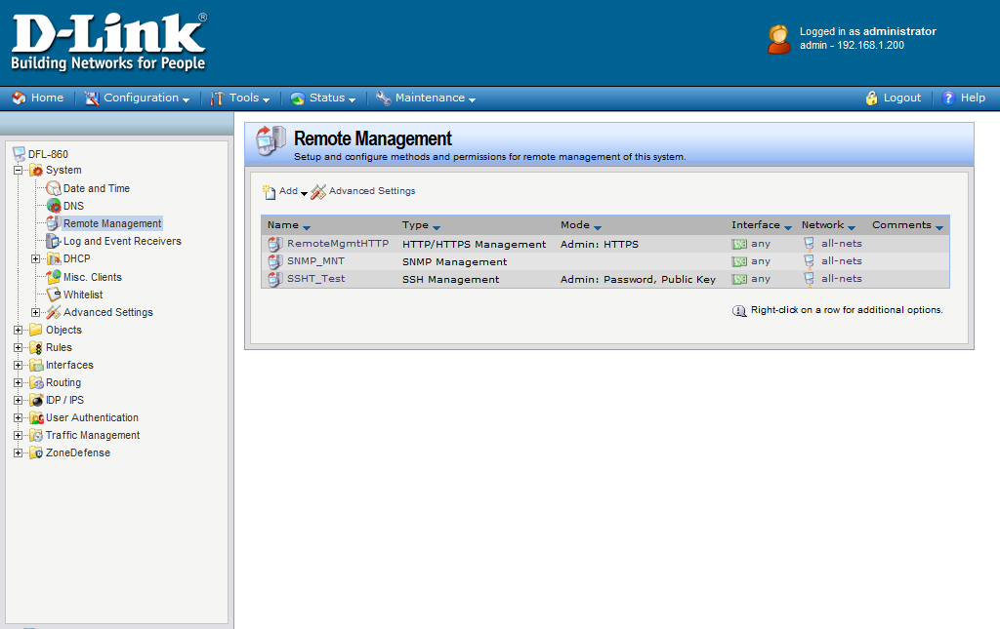 D-Link®
Building Networks for People
Logged in as administrator
admin - 192.168.1.200
Home Configuration Tools Status Maintenance Logout Help
DFL-860
System
Date and Time
DNS
Remote Management
Log and Event Receivers
DHCP
Misc. Clients
Whitelist
Advanced Settings
Objects
Rules
Interfaces
Routing
IDP / IPS
User Authentication
Traffic Management
ZoneDefense
Remote Management
Setup and configure methods and permissions for remote management of this system.
Add Advanced Settings
Name Type Mode Interface Network Comments
RemoteMgmtHTTP HTTP/HTTPS Management Admin: HTTPS any all-nets
SNMP_MNT SNMP Management any all-nets
SSHT_Test SSH Management Admin: Password, Public Key any all-nets
Right-click on a row for additional options.